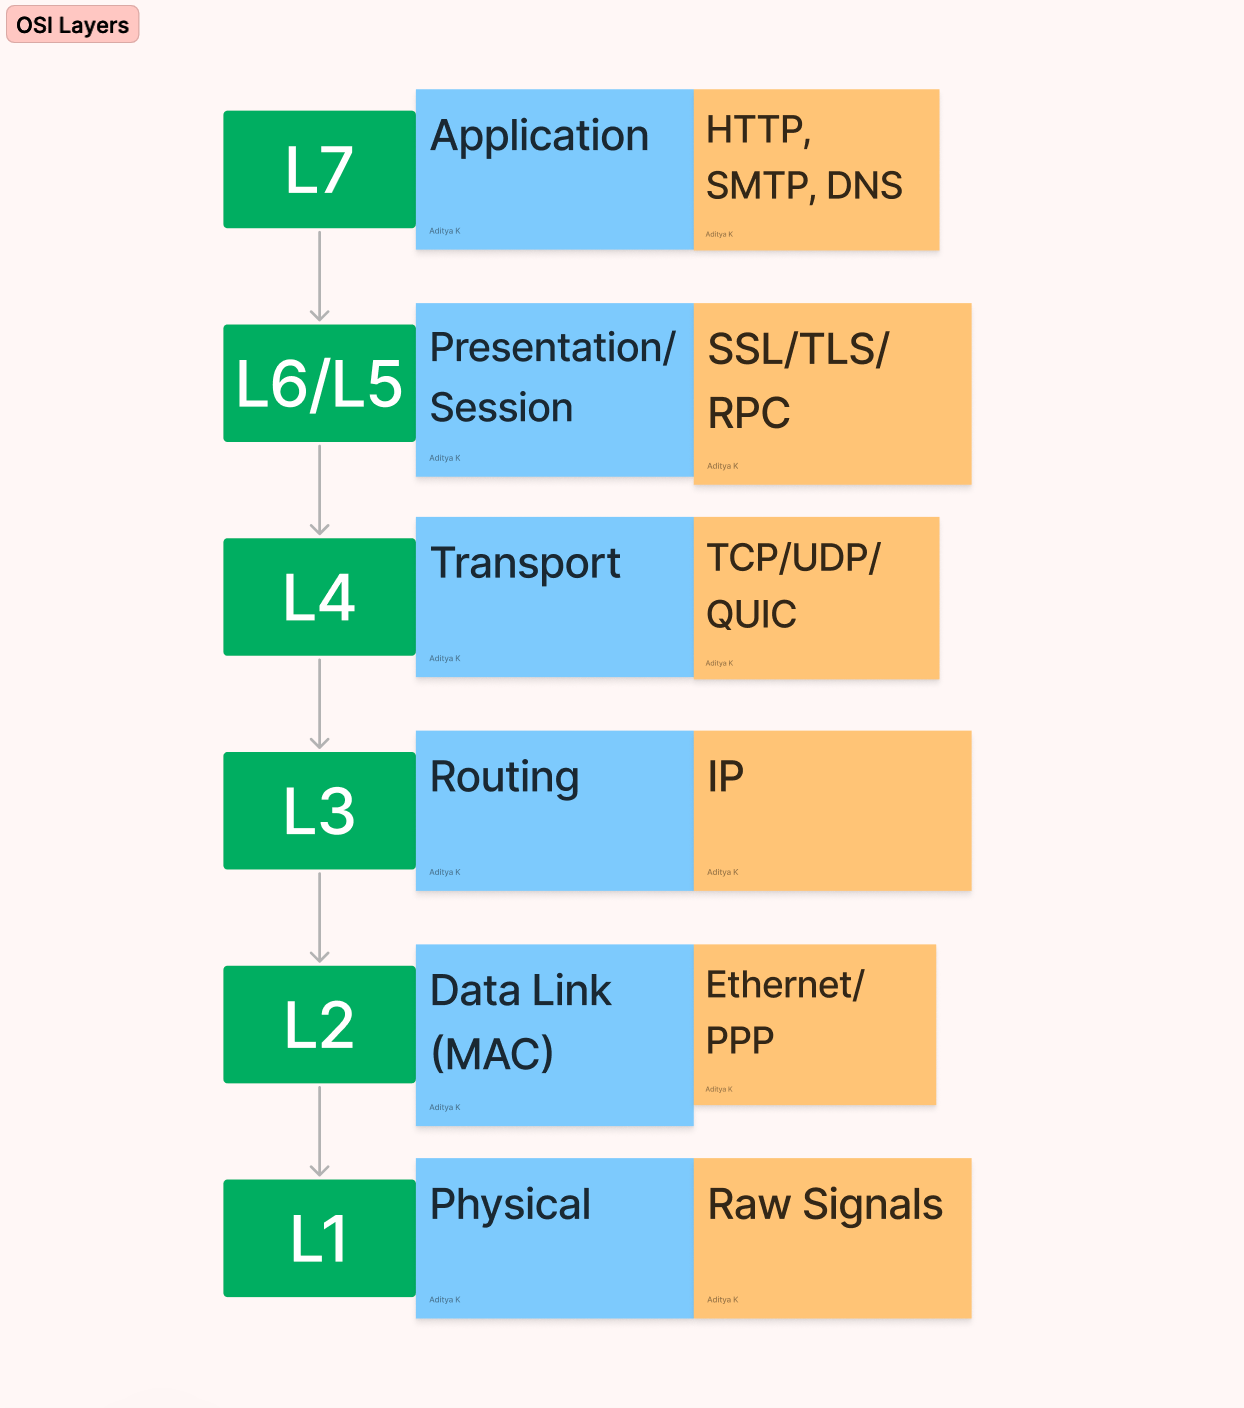 OSI Layers
L7
Application
Aditya K
HTTP,
SMTP, DNS
Aditya K
L6/L5
Presentation/
Session
Aditya K
SSL/TLS/
RPC
Aditya K
L4
Transport
Aditya K
TCP/UDP/
QUIC
Aditya K
L3
Routing
Aditya K
IP
Aditya K
L2
Data Link
(MAC)
Aditya K
Ethernet/
PPP
Aditya K
L1
Physical
Aditya K
Raw Signals
Aditya K